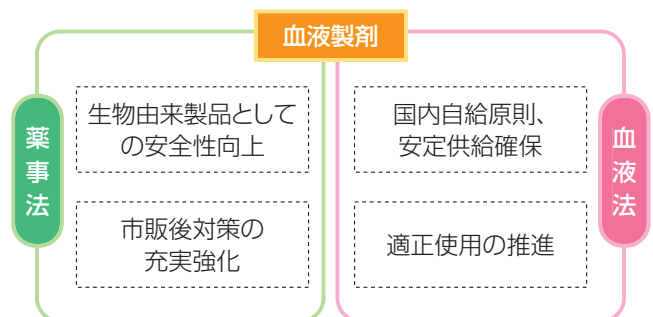 血液製剤
薬事法
生物由来製品として
の安全性向上
市販後対策の
充実強化
国内自給原則、
安定供給確保
適正使用の推進
血液法